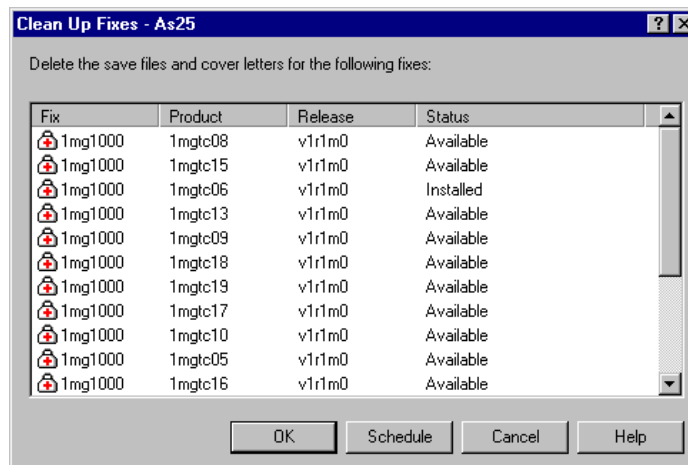 Clean Up Fixes - As25
Delete the save files and cover letters for the following fixes:
Fix Product Release Status
1mg1000 1mgtc08 v1r1m0 Available
1mg1000 1mgtc15 v1r1m0 Available
1mg1000 1mgtc06 v1r1m0 Installed
1mg1000 1mgtc13 v1r1m0 Available
1mg1000 1mgtc09 v1r1m0 Available
1mg1000 1mgtc18 v1r1m0 Available
1mg1000 1mgtc19 v1r1m0 Available
1mg1000 1mgtc17 v1r1m0 Available
1mg1000 1mgtc10 v1r1m0 Available
1mg1000 1mgtc05 v1r1m0 Available
1mg1000 1mgtc16 v1r1m0 Available
OK Schedule Cancel Help